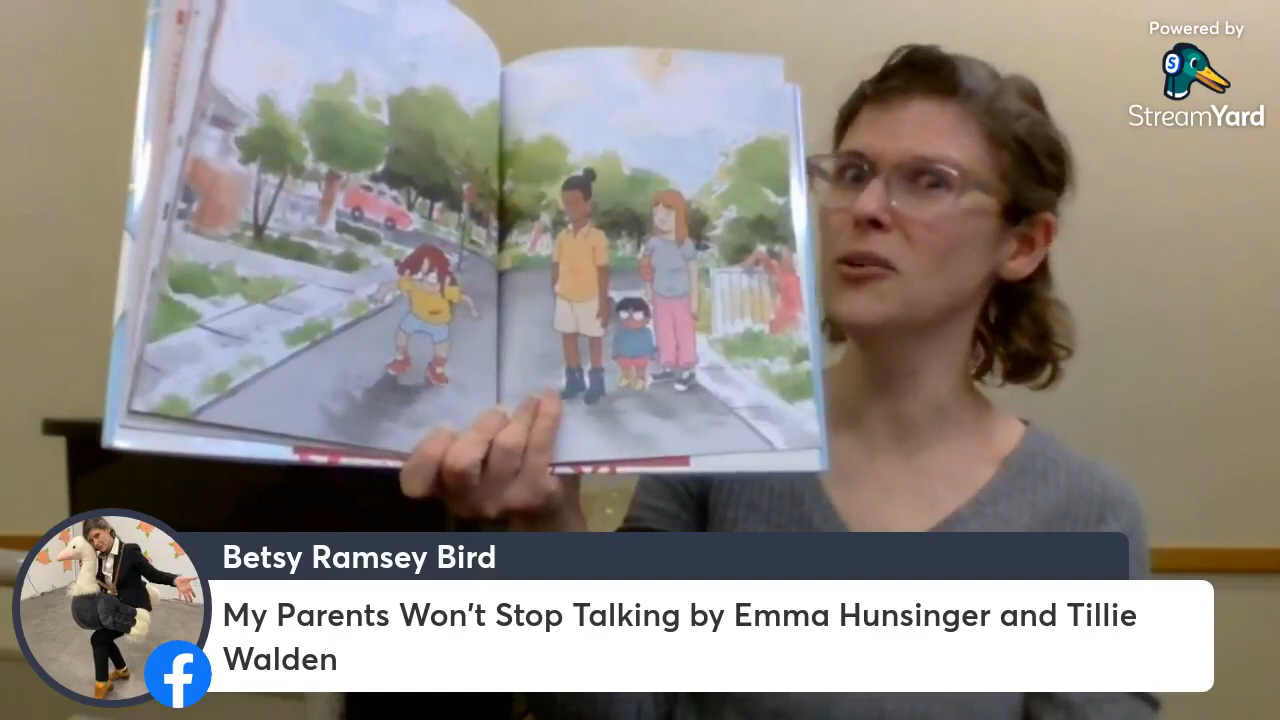 Powered by
StreamYard
Betsy Ramsey Bird
My Parents Won't Stop Talking by Emma Hunsinger and Tillie
Walden